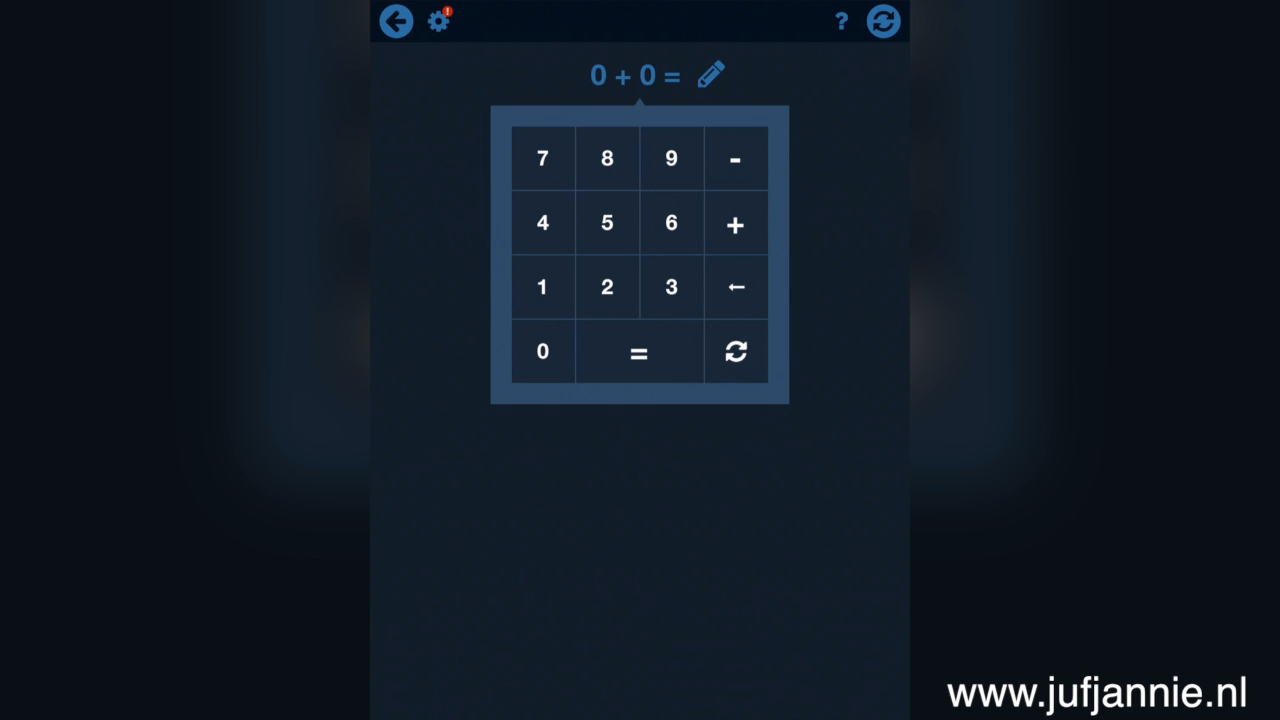 !
?
0 + 0 =
7 8 9 -
4 5 6 +
1 2 3 ←
0 =
www.jufjannie.nl